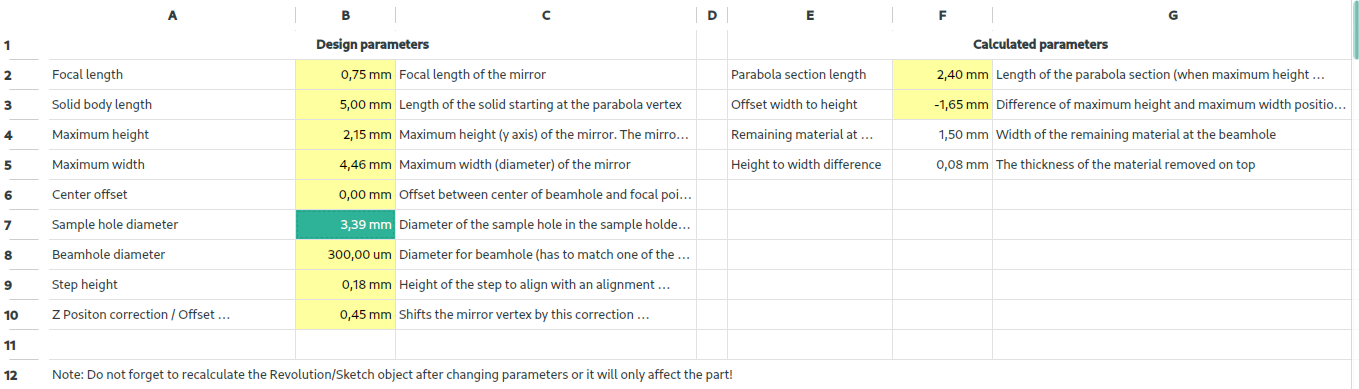 A B C D E F G
1 Design parameters Calculated parameters
2 Focal length 0,75 mm Focal length of the mirror Parabola section length 2,40 mm Length of the parabola section (when maximum height ...
3 Solid body length 5,00 mm Length of the solid starting at the parabola vertex Offset width to height -1,65 mm Difference of maximum height and maximum width positio...
4 Maximum height 2,15 mm Maximum height (y axis) of the mirror. The mirro... Remaining material at ... 1,50 mm Width of the remaining material at the beamhole
5 Maximum width 4,46 mm Maximum width (diameter) of the mirror Height to width difference 0,08 mm The thickness of the material removed on top
6 Center offset 0,00 mm Offset between center of beamhole and focal poi...
7 Sample hole diameter 3,39 mm Diameter of the sample hole in the sample holde...
8 Beamhole diameter 300,00 um Diameter for beamhole (has to match one of the ...
9 Step height 0,18 mm Height of the step to align with an alignment ...
10 Z Positon correction / Offset ... 0,45 mm Shifts the mirror vertex by this correction ...
11
12 Note: Do not forget to recalculate the Revolution/Sketch object after changing parameters or it will only affect the part!